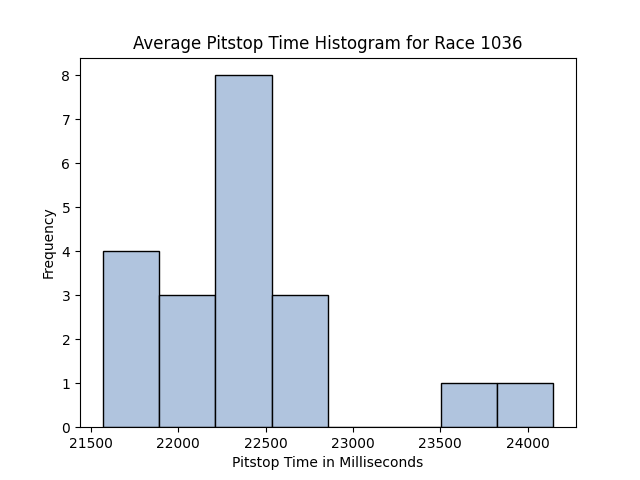 Average Pitstop Time Histogram for Race 1036
8
7
6
5
4
3
2
1
0
Frequency
21500 22000 22500 23000 23500 24000
Pitstop Time in Milliseconds